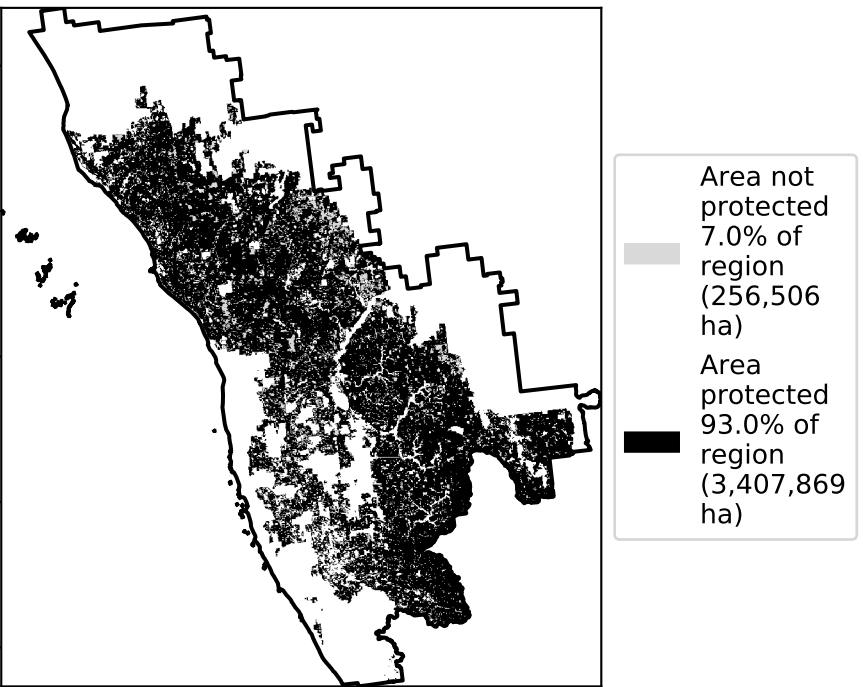 Area not
protected
7.0% of
region
(256,506
ha)
Area
protected
93.0% of
region
(3,407,869
ha)